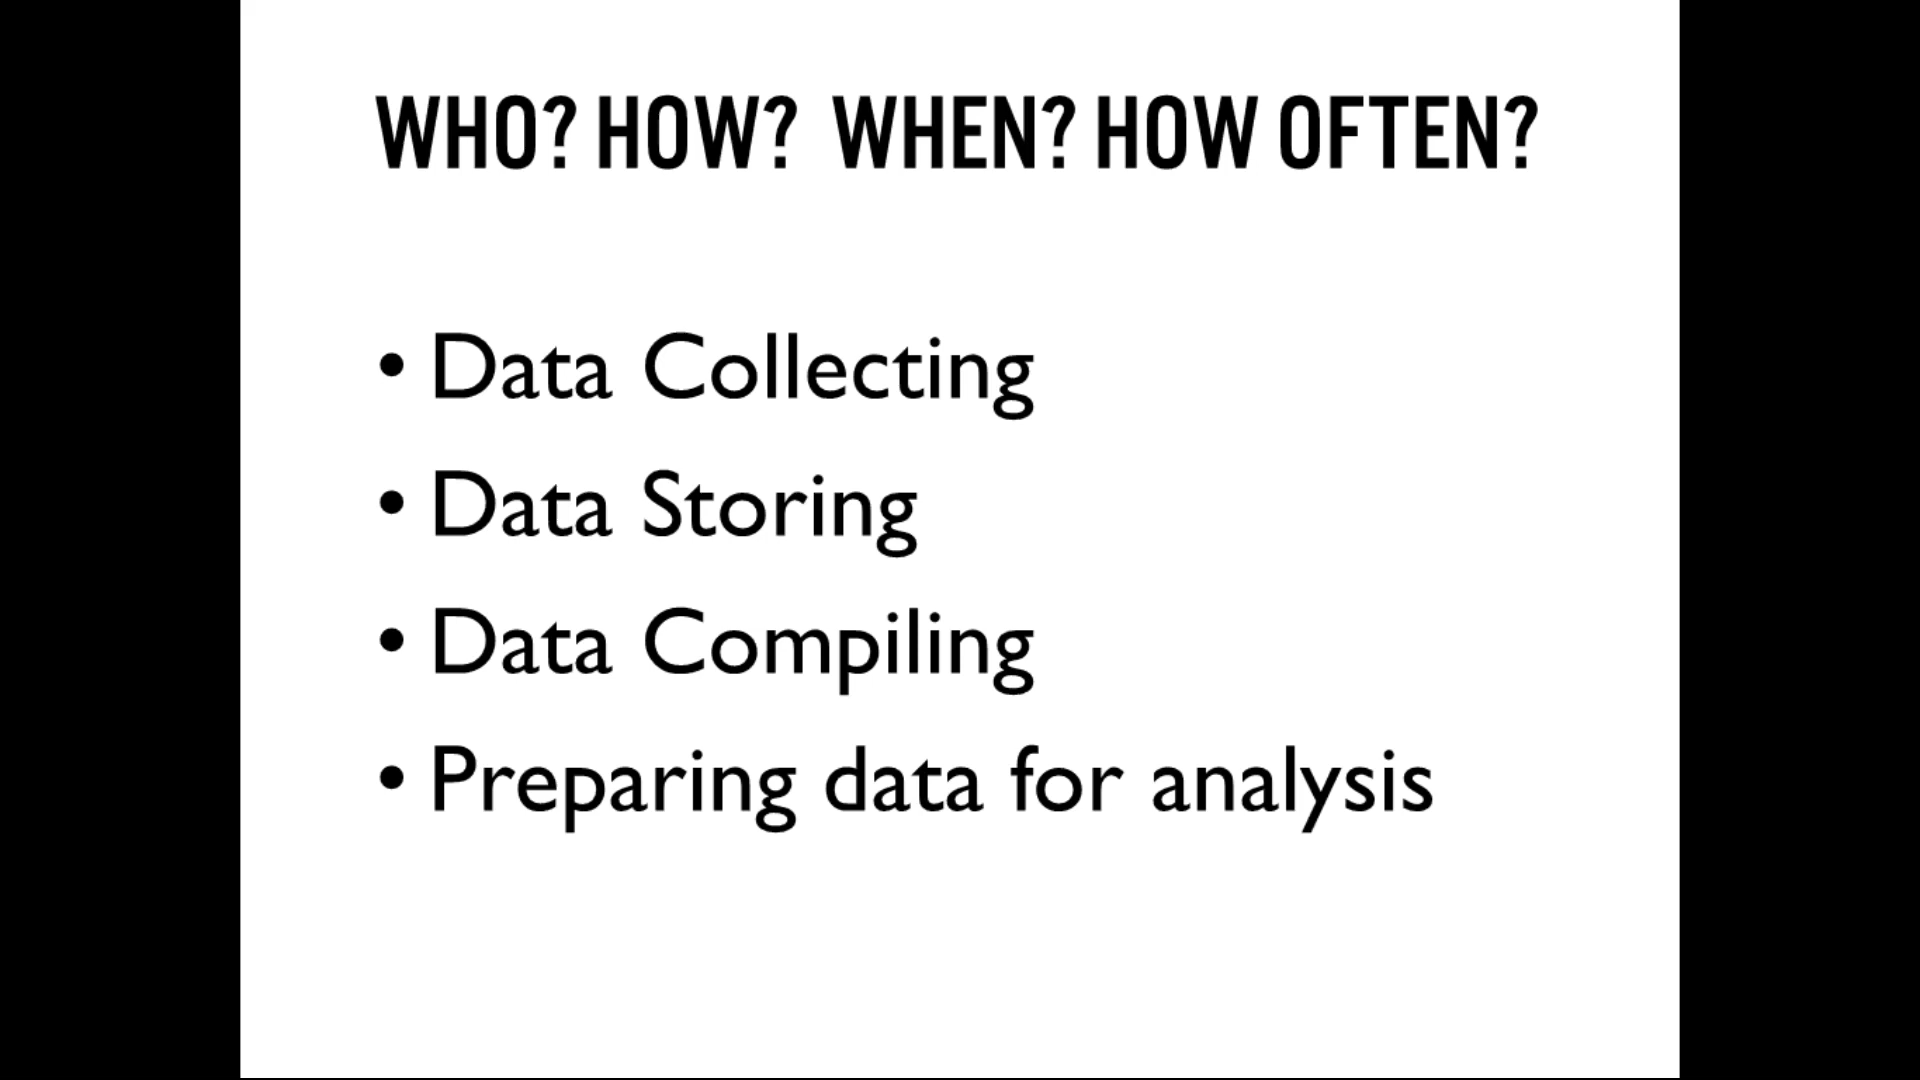 WHO? HOW? WHEN? HOW OFTEN?
• Data Collecting
• Data Storing
• Data Compiling
• Preparing data for analysis